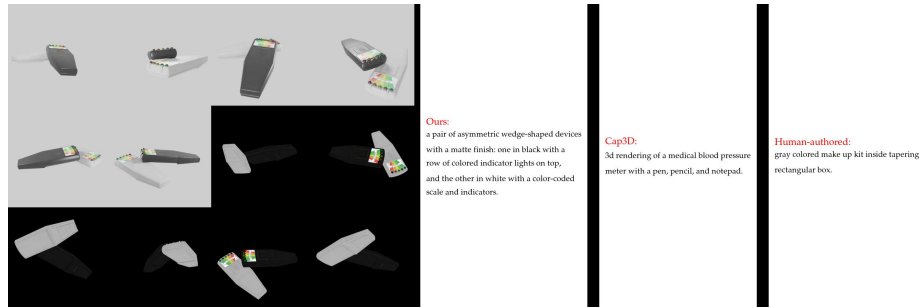 Ours:
a pair of asymmetric wedge-shaped devices
with a matte finish: one in black with a
row of colored indicator lights on top,
and the other in white with a color-coded
scale and indicators.
Cap3D:
3d rendering of a medical blood pressure
meter with a pen, pencil, and notepad.
Human-authored:
gray colored make up kit inside tapering
rectangular box.